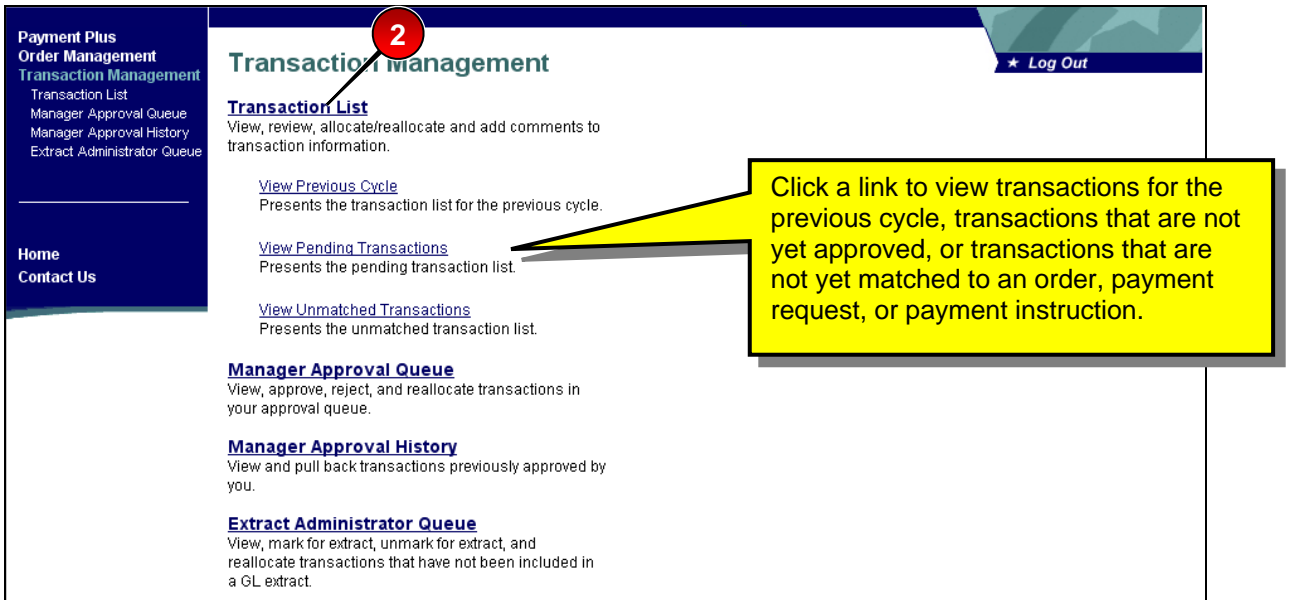 Payment Plus
Order Management
Transaction Management
Transaction List
Manager Approval Queue
Manager Approval History
Extract Administrator Queue
Home
Contact Us
2
Transaction Management
★ Log Out
Transaction List
View, review, allocate/reallocate and add comments to
transaction information.
View Previous Cycle
Presents the transaction list for the previous cycle.
View Pending Transactions
Presents the pending transaction list.
View Unmatched Transactions
Presents the unmatched transaction list.
Click a link to view transactions for the
previous cycle, transactions that are not
yet approved, or transactions that are
not yet matched to an order, payment
request, or payment instruction.
Manager Approval Queue
View, approve, reject, and reallocate transactions in
your approval queue.
Manager Approval History
View and pull back transactions previously approved by
you.
Extract Administrator Queue
View, mark for extract, unmark for extract, and
reallocate transactions that have not been included in
a GL extract.